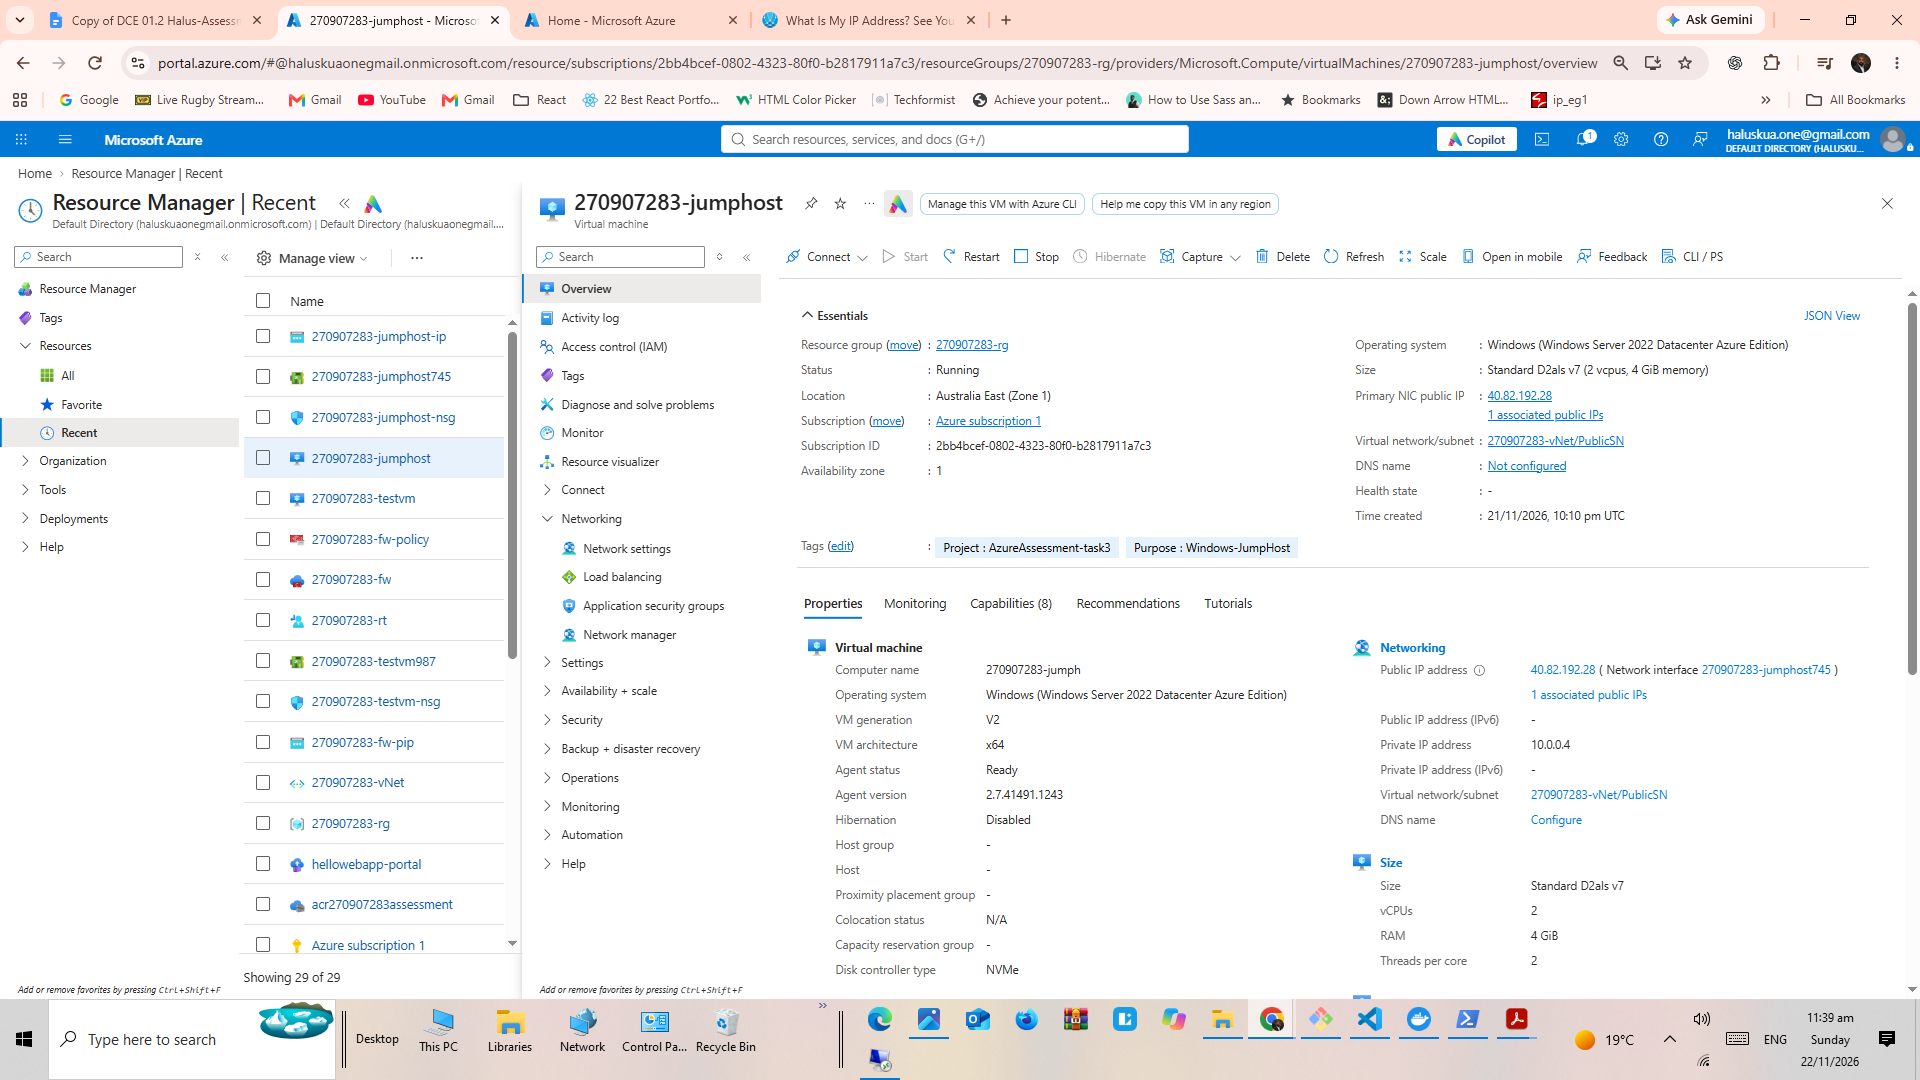 Copy of DCE 01.2 Halus-Assessm
270907283-jumphost - Microsof
Home - Microsoft Azure
What Is My IP Address? See You
Ask Gemini
portal.azure.com/#@haluskuaonegmail.onmicrosoft.com/resource/subscriptions/2bb4bcef-0802-4323-80f0-b2817911a7c3/resourceGroups/270907283-rg/providers/Microsoft.Compute/virtualMachines/270907283-jumphost/overview
Google
Live Rugby Stream...
Gmail
YouTube
Gmail
React
22 Best React Portfo...
HTML Color Picker
Techformist
Achieve your potent...
How to Use Sass an...
Bookmarks
Down Arrow HTML...
ip_eg1
All Bookmarks
Microsoft Azure
Search resources, services, and docs (G+/)
Copilot
1
haluskua.one@gmail.com
DEFAULT DIRECTORY (HALUSKU...
Home
Resource Manager | Recent
Resource Manager | Recent
Default Directory (haluskuaonegmail.onmicrosoft.com) | Default Directory (haluskuaonegmail....
Search
Resource Manager
Tags
Resources
All
Favorite
Recent
Organization
Tools
Deployments
Help
Add or remove favorites by pressing Ctrl+Shift+F
Manage view
Name
270907283-jumphost-ip
270907283-jumphost745
270907283-jumphost-nsg
270907283-jumphost
270907283-testvm
270907283-fw-policy
270907283-fw
270907283-rt
270907283-testvm987
270907283-testvm-nsg
270907283-fw-pip
270907283-vNet
270907283-rg
hellowebapp-portal
acr270907283assessment
Azure subscription 1
Showing 29 of 29
270907283-jumphost
Virtual machine
Manage this VM with Azure CLI
Help me copy this VM in any region
Search
Overview
Activity log
Access control (IAM)
Tags
Diagnose and solve problems
Monitor
Resource visualizer
Connect
Networking
Network settings
Load balancing
Application security groups
Network manager
Settings
Availability + scale
Security
Backup + disaster recovery
Operations
Monitoring
Automation
Help
Add or remove favorites by pressing Ctrl+Shift+F
Connect
Start
Restart
Stop
Hibernate
Capture
Delete
Refresh
Scale
Open in mobile
Feedback
CLI / PS
Essentials
JSON View
Resource group (move) : 270907283-rg
Status : Running
Location : Australia East (Zone 1)
Subscription (move) : Azure subscription 1
Subscription ID : 2bb4bcef-0802-4323-80f0-b2817911a7c3
Availability zone : 1
Operating system : Windows (Windows Server 2022 Datacenter Azure Edition)
Size : Standard D2als v7 (2 vcpus, 4 GiB memory)
Primary NIC public IP : 40.82.192.28
1 associated public IPs
Virtual network/subnet : 270907283-vNet/PublicSN
DNS name : Not configured
Health state : -
Time created : 21/11/2026, 10:10 pm UTC
Tags (edit) : Project : AzureAssessment-task3 Purpose : Windows-JumpHost
Properties
Monitoring
Capabilities (8)
Recommendations
Tutorials
Virtual machine
Computer name 270907283-jumph
Operating system Windows (Windows Server 2022 Datacenter Azure Edition)
VM generation V2
VM architecture x64
Agent status Ready
Agent version 2.7.41491.1243
Hibernation Disabled
Host group -
Host -
Proximity placement group -
Colocation status N/A
Capacity reservation group -
Disk controller type NVMe
Networking
Public IP address 40.82.192.28 ( Network interface 270907283-jumphost745 )
1 associated public IPs
Public IP address (IPv6) -
Private IP address 10.0.0.4
Private IP address (IPv6) -
Virtual network/subnet 270907283-vNet/PublicSN
DNS name Configure
Size
Size Standard D2als v7
vCPUs 2
RAM 4 GiB
Threads per core 2
Type here to search
Desktop
This PC
Libraries
Network
Control Pa...
Recycle Bin
19°C
ENG
11:39 am
Sunday
22/11/2026